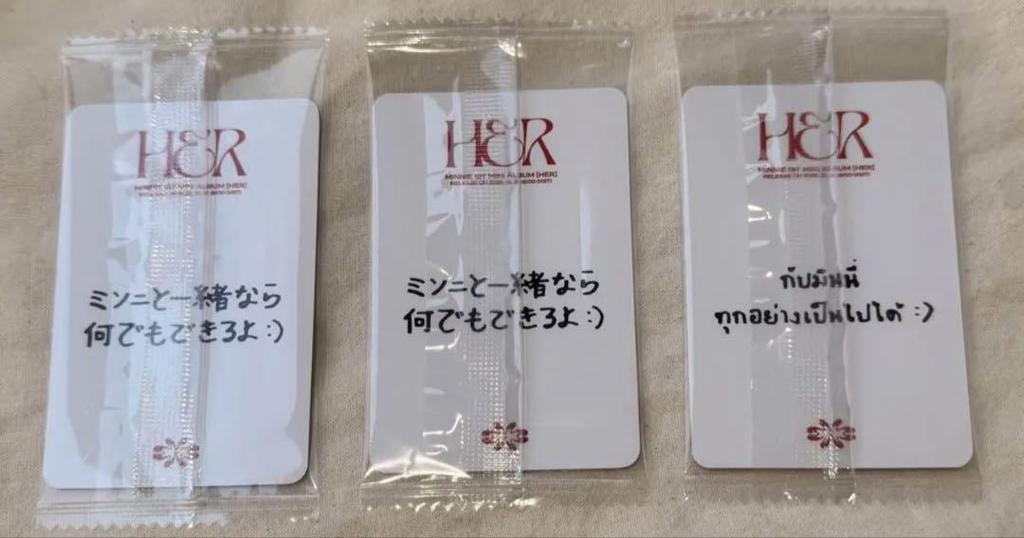 HER
MINNIE 1ST MINI ALBUM [HER]
ミンニと一緒なら
何でもできるよ:)
HER
MINNIE 1ST MINI ALBUM [HER]
ミンニと一緒なら
何でもできるよ:)
HER
MINNIE 1ST MINI ALBUM [HER]
กับมินนี่
ทุกอย่างเป็นไปได้ :)